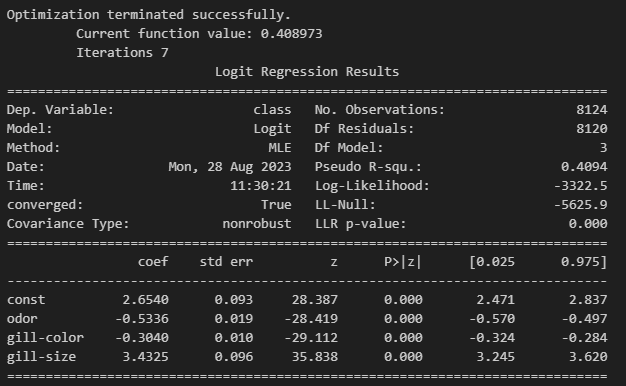 Optimization terminated successfully.
         Current function value: 0.408973
         Iterations 7
                           Logit Regression Results
==============================================================================
Dep. Variable:                  class   No. Observations:                 8124
Model:                          Logit   Df Residuals:                     8120
Method:                           MLE   Df Model:                            3
Date:                Mon, 28 Aug 2023   Pseudo R-squ.:                  0.4094
Time:                        11:30:21   Log-Likelihood:                -3322.5
converged:                       True   LL-Null:                       -5625.9
Covariance Type:            nonrobust   LLR p-value:                     0.000
==============================================================================
                 coef    std err          z      P>|z|      [0.025      0.975]
------------------------------------------------------------------------------
const          2.6540      0.093     28.387      0.000       2.471       2.837
odor          -0.5336      0.019    -28.419      0.000      -0.570      -0.497
gill-color    -0.3040      0.010    -29.112      0.000      -0.324      -0.284
gill-size      3.4325      0.096     35.838      0.000       3.245       3.620
==============================================================================